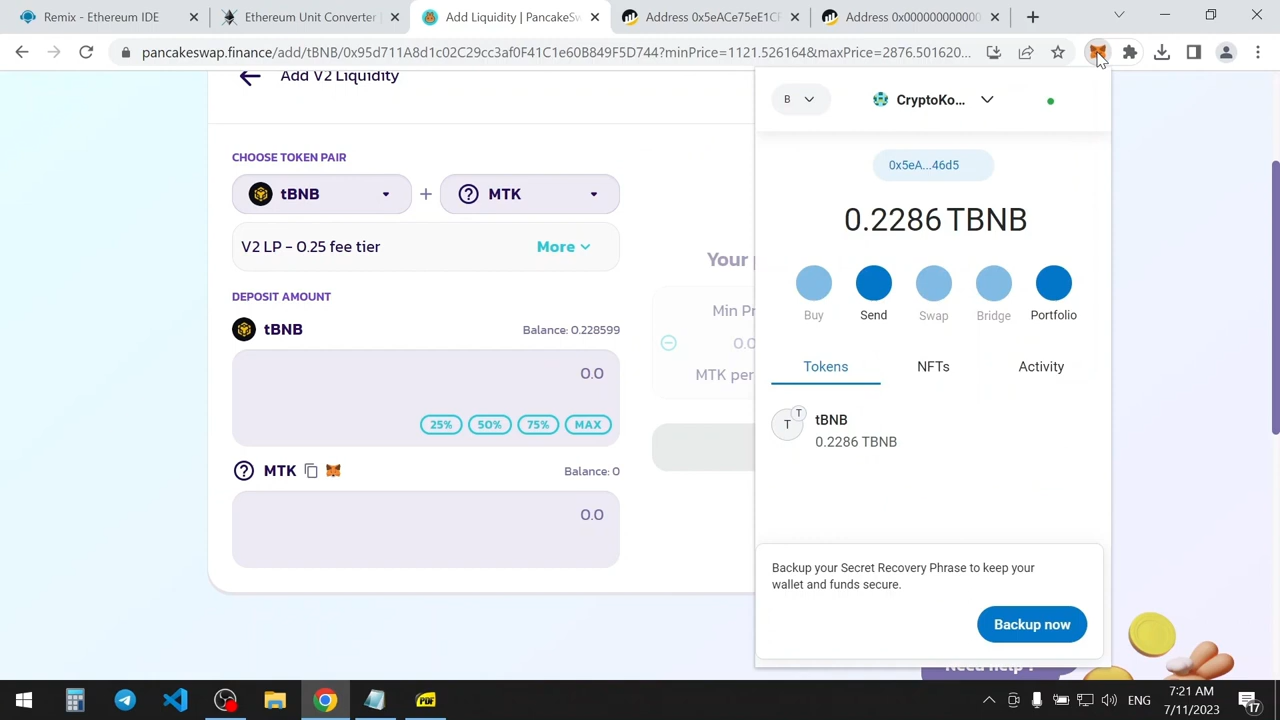 Remix - Ethereum IDE
Ethereum Unit Converter
Add Liquidity | PancakeSw
Address 0x5eACe75eE1CF
Address 0x000000000000
pancakeswap.finance/add/tBNB/0x95d711A8d1c02C29cc3af0F41C1e60B849F5D744?minPrice=1121.526164&maxPrice=2876.501620...
Add V2 Liquidity
CHOOSE TOKEN PAIR
tBNB + MTK
V2 LP - 0.25 fee tier
More
DEPOSIT AMOUNT
tBNB
Balance: 0.228599
0.0
25% 50% 75% MAX
MTK
Balance: 0
0.0
Your
Min Pr
0.0
MTK per
B
CryptoKo...
0x5eA...46d5
0.2286 TBNB
Buy Send Swap Bridge Portfolio
Tokens NFTs Activity
T
T
tBNB
0.2286 TBNB
Backup your Secret Recovery Phrase to keep your
wallet and funds secure.
Backup now
Need help?
PDF
ENG
7:21 AM
7/11/2023
17